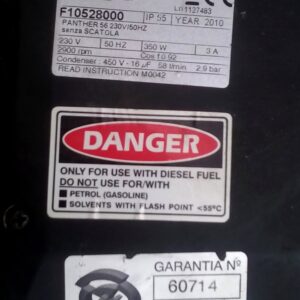 L01127463
F10528000 IP 55 YEAR 2010
PANTHER 56 230V/50HZ
senza SCATOLA
230 V 50 HZ 350 W 3 A
2900 rpm Cos f 0.92
Condenser: 450 V - 16 µF 58 l/min 2.9 bar
READ INSTRUCTION M0042
DANGER
ONLY FOR USE WITH DIESEL FUEL
DO NOT USE FOR/WITH
■ PETROL (GASOLINE)
■ SOLVENTS WITH FLASH POINT <55°C
GARANTIA Nº
60714